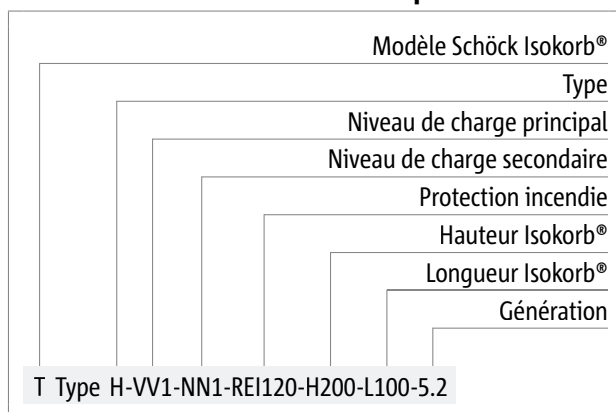 Modèle Schöck Isokorb®
Type
Niveau de charge principal
Niveau de charge secondaire
Protection incendie
Hauteur Isokorb®
Longueur Isokorb®
Génération
T Type H-VV1-NN1-REI120-H200-L100-5.2